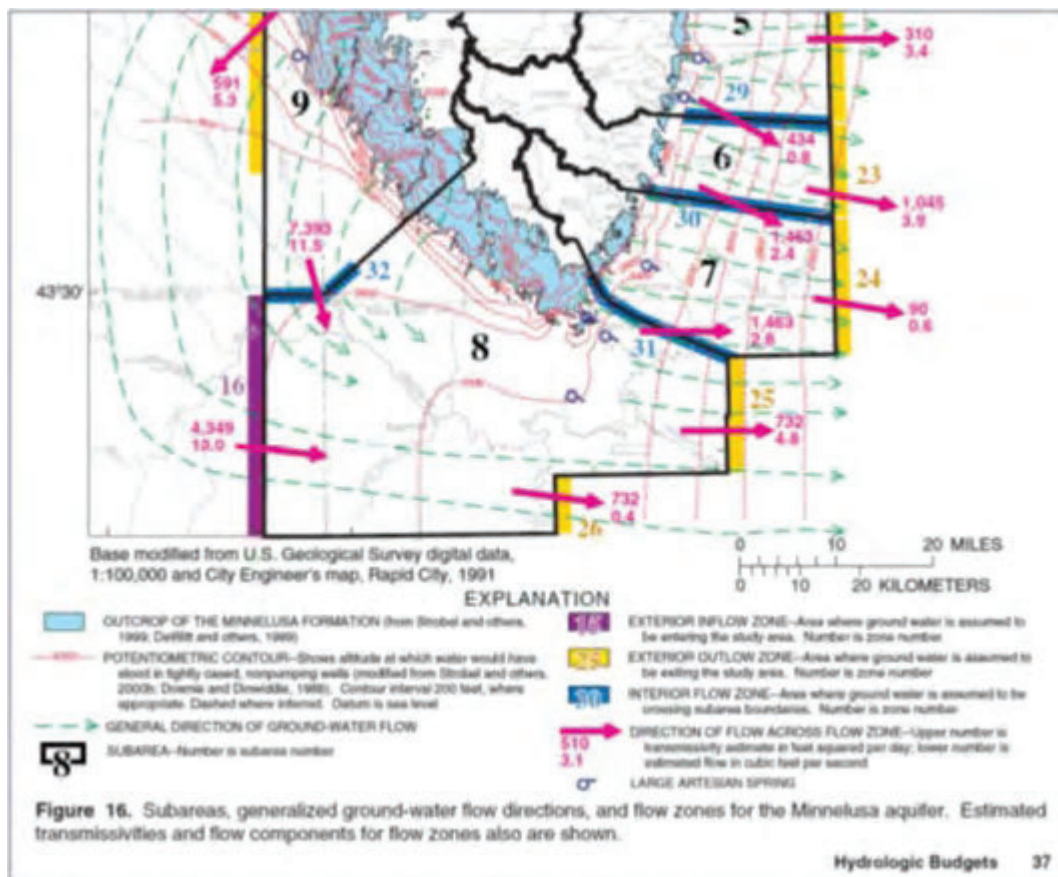 5
310
3.4
591
5.3
9
29
434
0.8
6
23
1,045
3.9
30
1,463
2.4
7
7,393
11.5
32
43°30'
24
90
0.6
8
1,463
2.8
31
16
25
4,349
10.0
732
4.8
732
0.4
26
Base modified from U.S. Geological Survey digital data,
1:100,000 and City Engineer's map, Rapid City, 1991
0 10 20 MILES
0 10 20 KILOMETERS
EXPLANATION
OUTCROP OF THE MINNELUSA FORMATION (from Strobel and others,
1999; DeWitt and others, 1989)
POTENTIOMETRIC CONTOUR--Shows altitude at which water would have
stood in tightly cased, nonpumping wells (modified from Strobel and others,
2000b; Downey and Dinwiddie, 1988). Contour interval 200 feet, where
appropriate. Dashed where inferred. Datum is sea level
GENERAL DIRECTION OF GROUND-WATER FLOW
8
SUBAREA--Number is subarea number
16
EXTERIOR INFLOW ZONE--Area where ground water is assumed to
be entering the study area. Number is zone number
25
EXTERIOR OUTLOW ZONE--Area where ground water is assumed to
be exiting the study area. Number is zone number
30
INTERIOR FLOW ZONE--Area where ground water is assumed to be
crossing subarea boundaries. Number is zone number
510
3.1
DIRECTION OF FLOW ACROSS FLOW ZONE--Upper number is
transmissivity estimate in feet squared per day; lower number is
estimated flow in cubic feet per second
LARGE ARTESIAN SPRING
Figure 16. Subareas, generalized ground-water flow directions, and flow zones for the Minnelusa aquifer. Estimated
transmissivities and flow components for flow zones also are shown.
Hydrologic Budgets 37